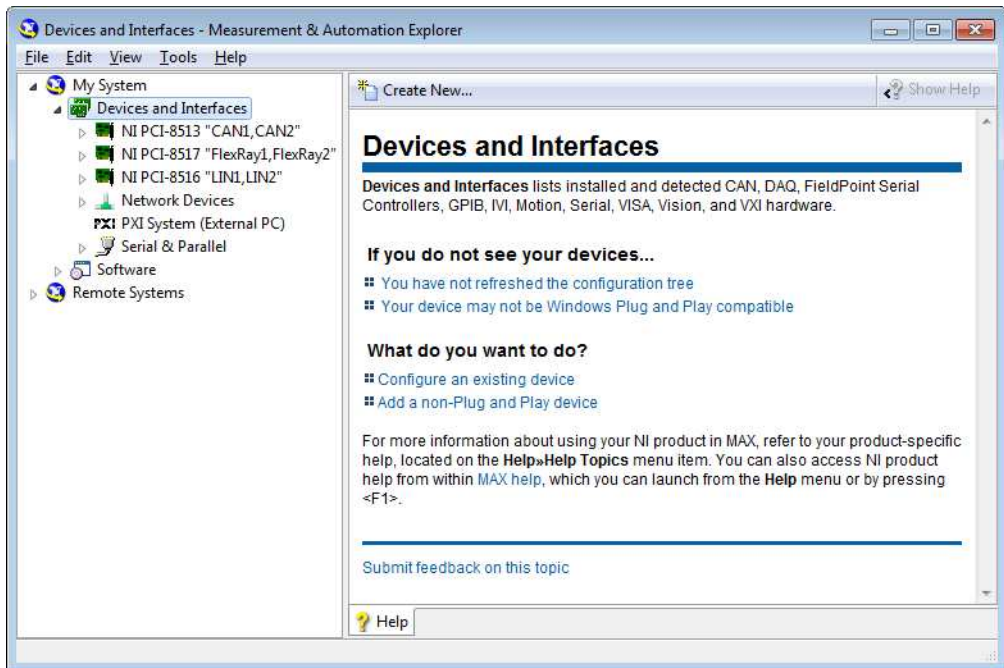 Devices and Interfaces - Measurement & Automation Explorer
File Edit View Tools Help
My System
Devices and Interfaces
NI PCI-8513 "CAN1,CAN2"
NI PCI-8517 "FlexRay1,FlexRay2"
NI PCI-8516 "LIN1,LIN2"
Network Devices
PXI PXI System (External PC)
Serial & Parallel
Software
Remote Systems
Create New...
Show Help
Devices and Interfaces
Devices and Interfaces lists installed and detected CAN, DAQ, FieldPoint Serial
Controllers, GPIB, IVI, Motion, Serial, VISA, Vision, and VXI hardware.
If you do not see your devices...
You have not refreshed the configuration tree
Your device may not be Windows Plug and Play compatible
What do you want to do?
Configure an existing device
Add a non-Plug and Play device
For more information about using your NI product in MAX, refer to your product-specific
help, located on the Help»Help Topics menu item. You can also access NI product
help from within MAX help, which you can launch from the Help menu or by pressing
<F1>.
Submit feedback on this topic
Help